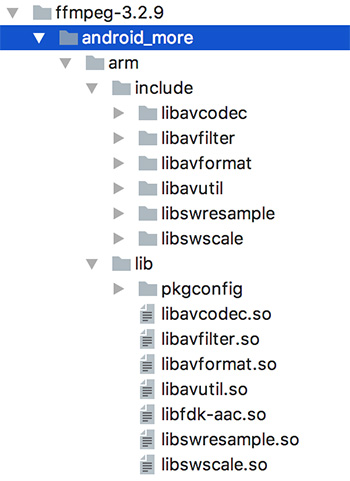 ffmpeg-3.2.9
android_more
arm
include
libavcodec
libavfilter
libavformat
libavutil
libswresample
libswscale
lib
pkgconfig
libavcodec.so
libavfilter.so
libavformat.so
libavutil.so
libfdk-aac.so
libswresample.so
libswscale.so